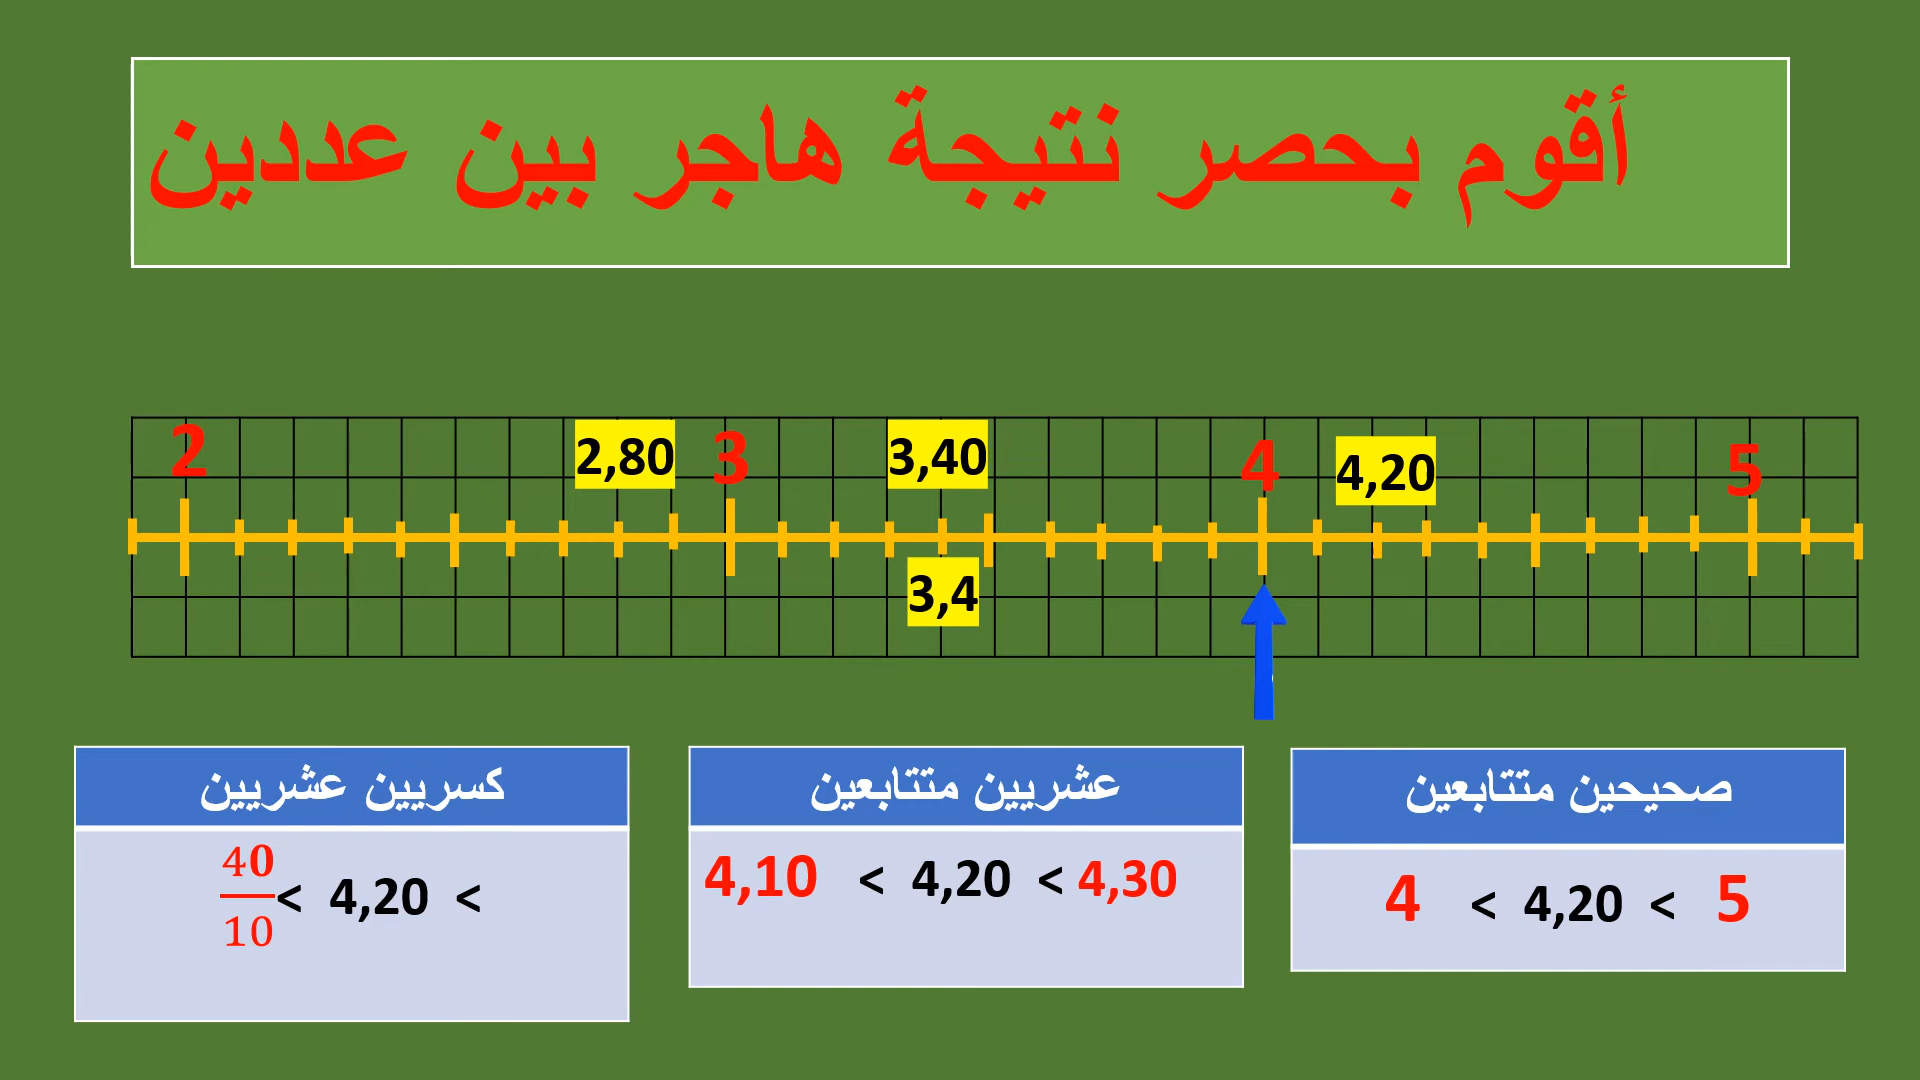 أقوم بحصر نتيجة هاجر بين عددين
2 2,80 3 3,40 4 4,20 5
3,4
صحيحين متتابعين
4 < 4,20 < 5
عشريين متتابعين
4,10 < 4,20 < 4,30
كسريين عشريين
40/10 < 4,20 <